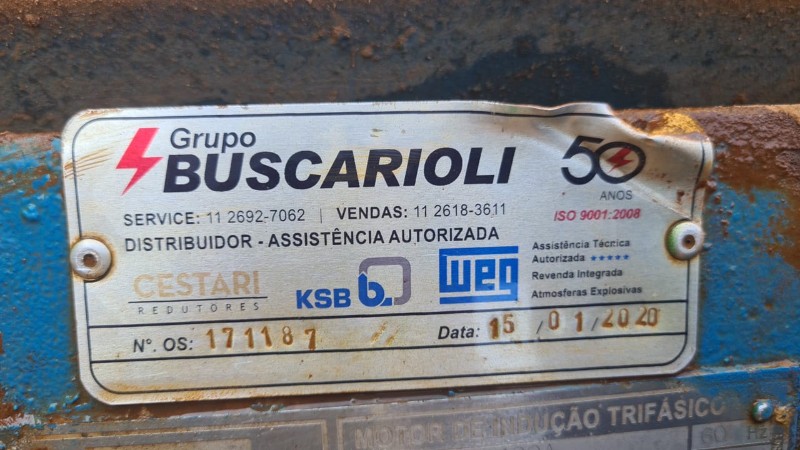 Grupo
BUSCARIOLI
50
ANOS
SERVICE: 11 2692-7062 | VENDAS: 11 2618-3611
ISO 9001:2008
DISTRIBUIDOR - ASSISTÊNCIA AUTORIZADA
CESTARI
REDUTORES
KSB b
WEG
Assistência Técnica
Autorizada ★★★★★
Revenda Integrada
Atmosferas Explosivas
Nº. OS: 171187
Data: 15 / 01 / 2020
MOTOR DE INDUÇÃO TRIFÁSICO
60 Hz